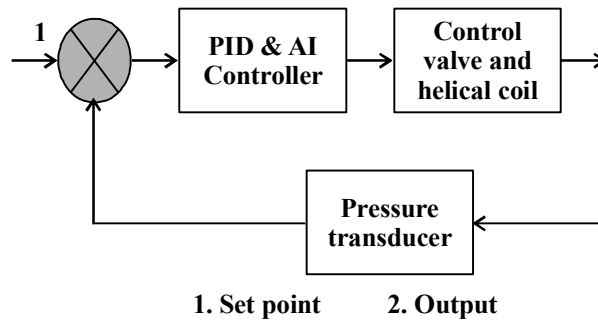 1
PID & AI
Controller
Control
valve and
helical coil
Pressure
transducer
1. Set point 2. Output